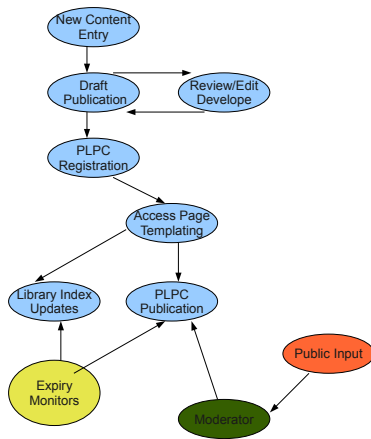 New Content
Entry
Draft
Publication
Review/Edit
Develope
PLPC
Registration
Access Page
Templating
Library Index
Updates
PLPC
Publication
Public Input
Expiry
Monitors
Moderator